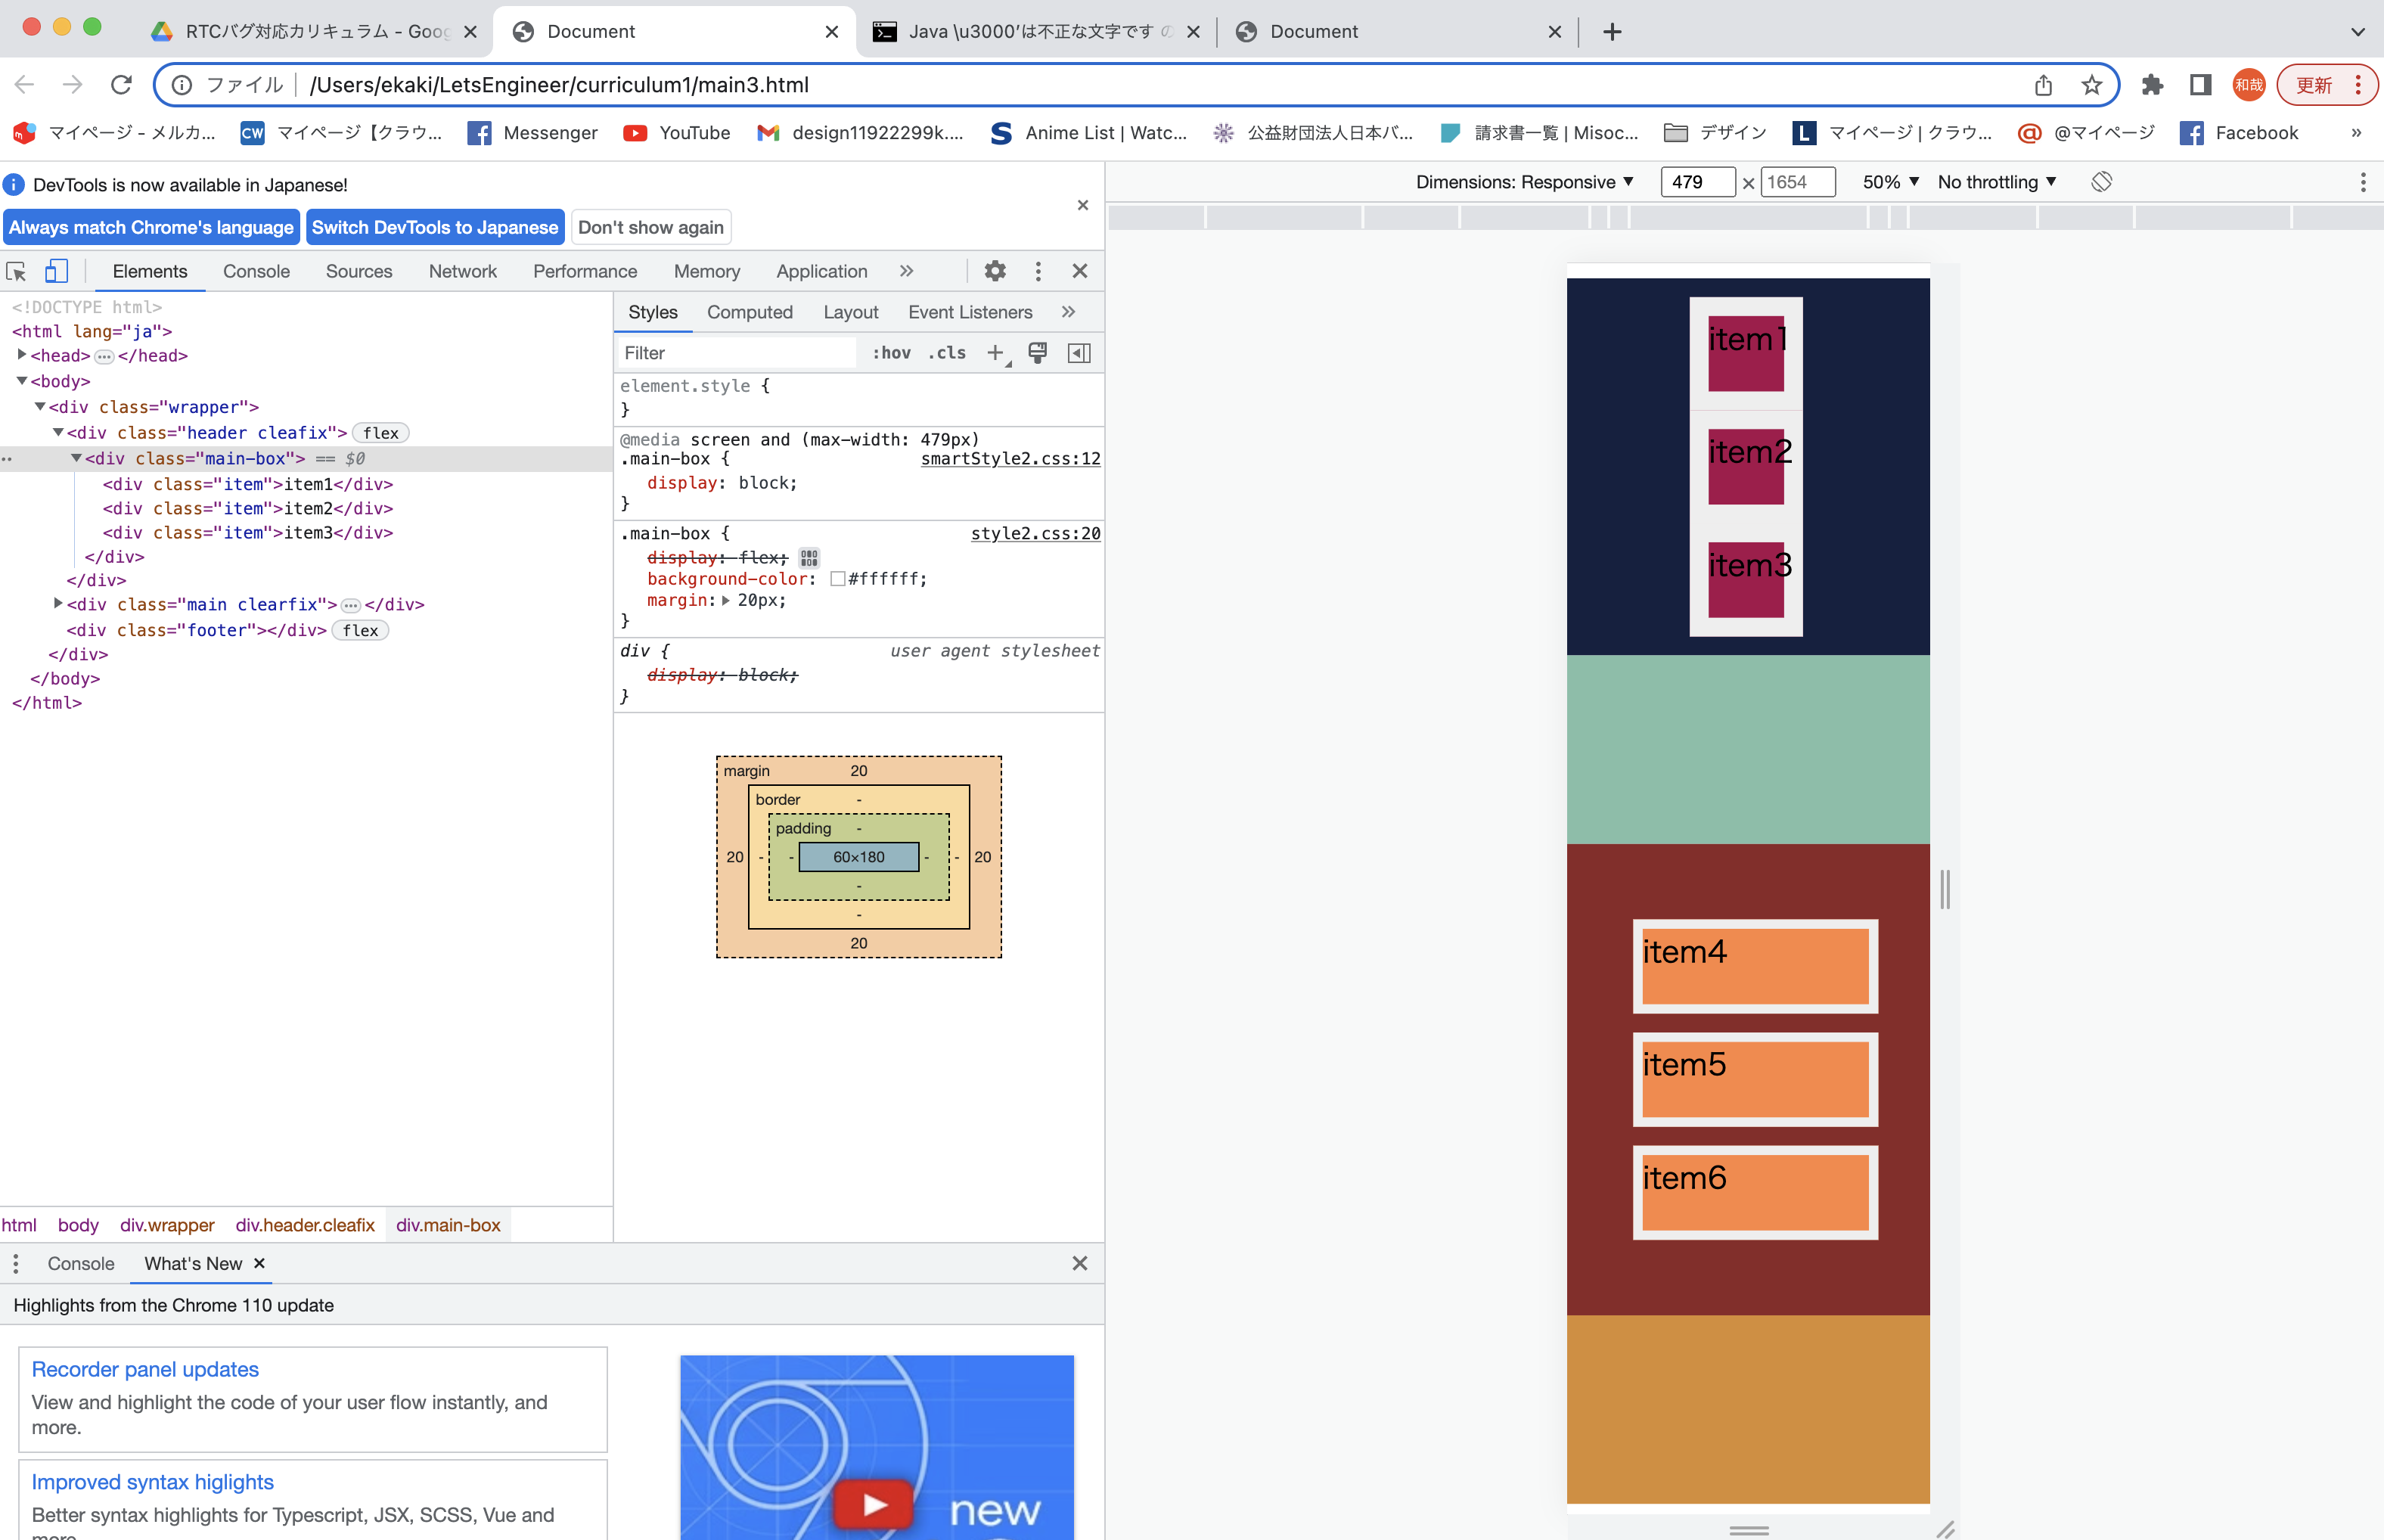 RTCバグ対応カリキュラム - Goog
Document
Java \u3000’は不正な文字です の
Document
ファイル
/Users/ekaki/LetsEngineer/curriculum1/main3.html
和哉
更新
マイページ - メルカ...
CW マイページ【クラウ...
Messenger
YouTube
design11922299k....
S Anime List | Watc...
公益財団法人日本バ...
請求書一覧 | Misoc...
デザイン
L マイページ | クラウ...
@マイページ
Facebook
»
DevTools is now available in Japanese!
Always match Chrome's language
Switch DevTools to Japanese
Don't show again
Dimensions: Responsive
479
×
1654
50%
No throttling
Elements
Console
Sources
Network
Performance
Memory
Application
»
<!DOCTYPE html>
<html lang="ja">
<head>…</head>
<body>
<div class="wrapper">
<div class="header cleafix"> flex
<div class="main-box"> == $0
<div class="item">item1</div>
<div class="item">item2</div>
<div class="item">item3</div>
</div>
</div>
<div class="main clearfix">…</div>
<div class="footer"></div> flex
</div>
</body>
</html>
Styles
Computed
Layout
Event Listeners
»
Filter
:hov
.cls
element.style {
}
@media screen and (max-width: 479px)
.main-box { smartStyle2.css:12
display: block;
}
.main-box { style2.css:20
display: flex;
background-color: #ffffff;
margin: 20px;
}
div { user agent stylesheet
display: block;
}
margin 20
border -
padding -
20 - - 60×180 - - 20
-
-
20
html
body
div.wrapper
div.header.cleafix
div.main-box
Console
What's New
Highlights from the Chrome 110 update
Recorder panel updates
View and highlight the code of your user flow instantly, and
more.
Improved syntax higlights
Better syntax highlights for Typescript, JSX, SCSS, Vue and
more.
new
item1
item2
item3
item4
item5
item6